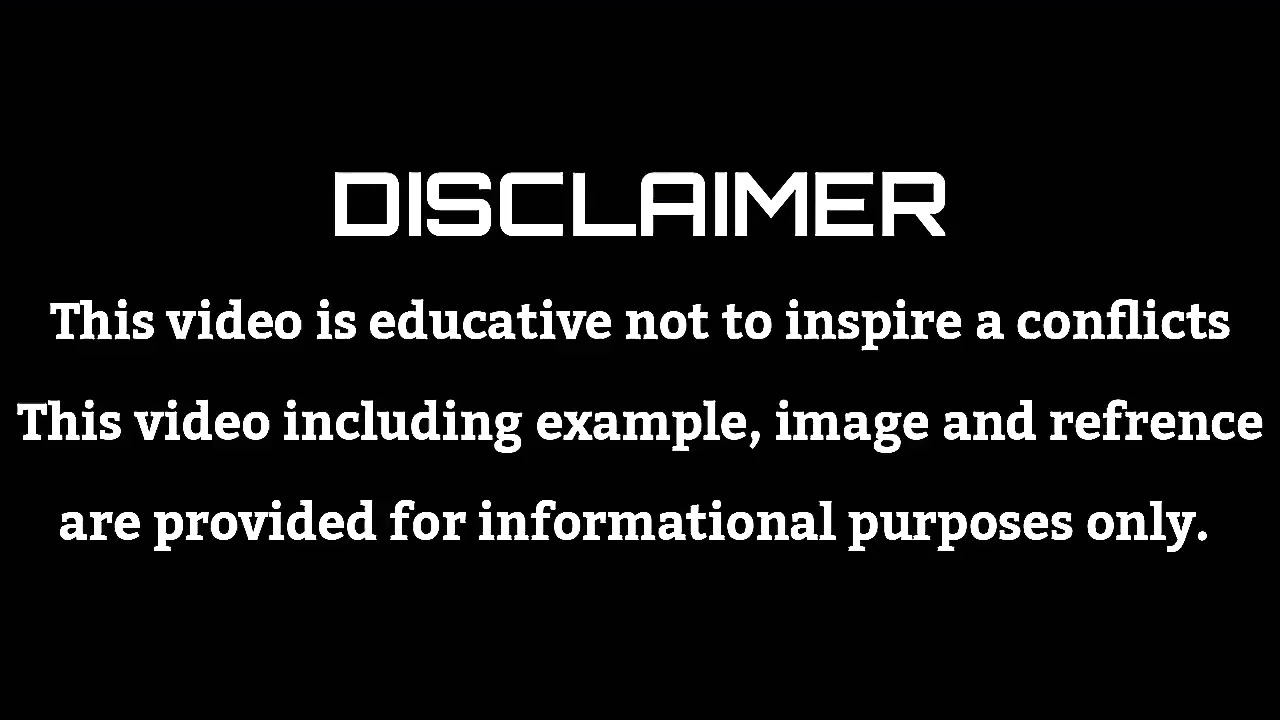 DISCLAIMER
This video is educative not to inspire a conflicts
This video including example, image and refrence
are provided for informational purposes only.